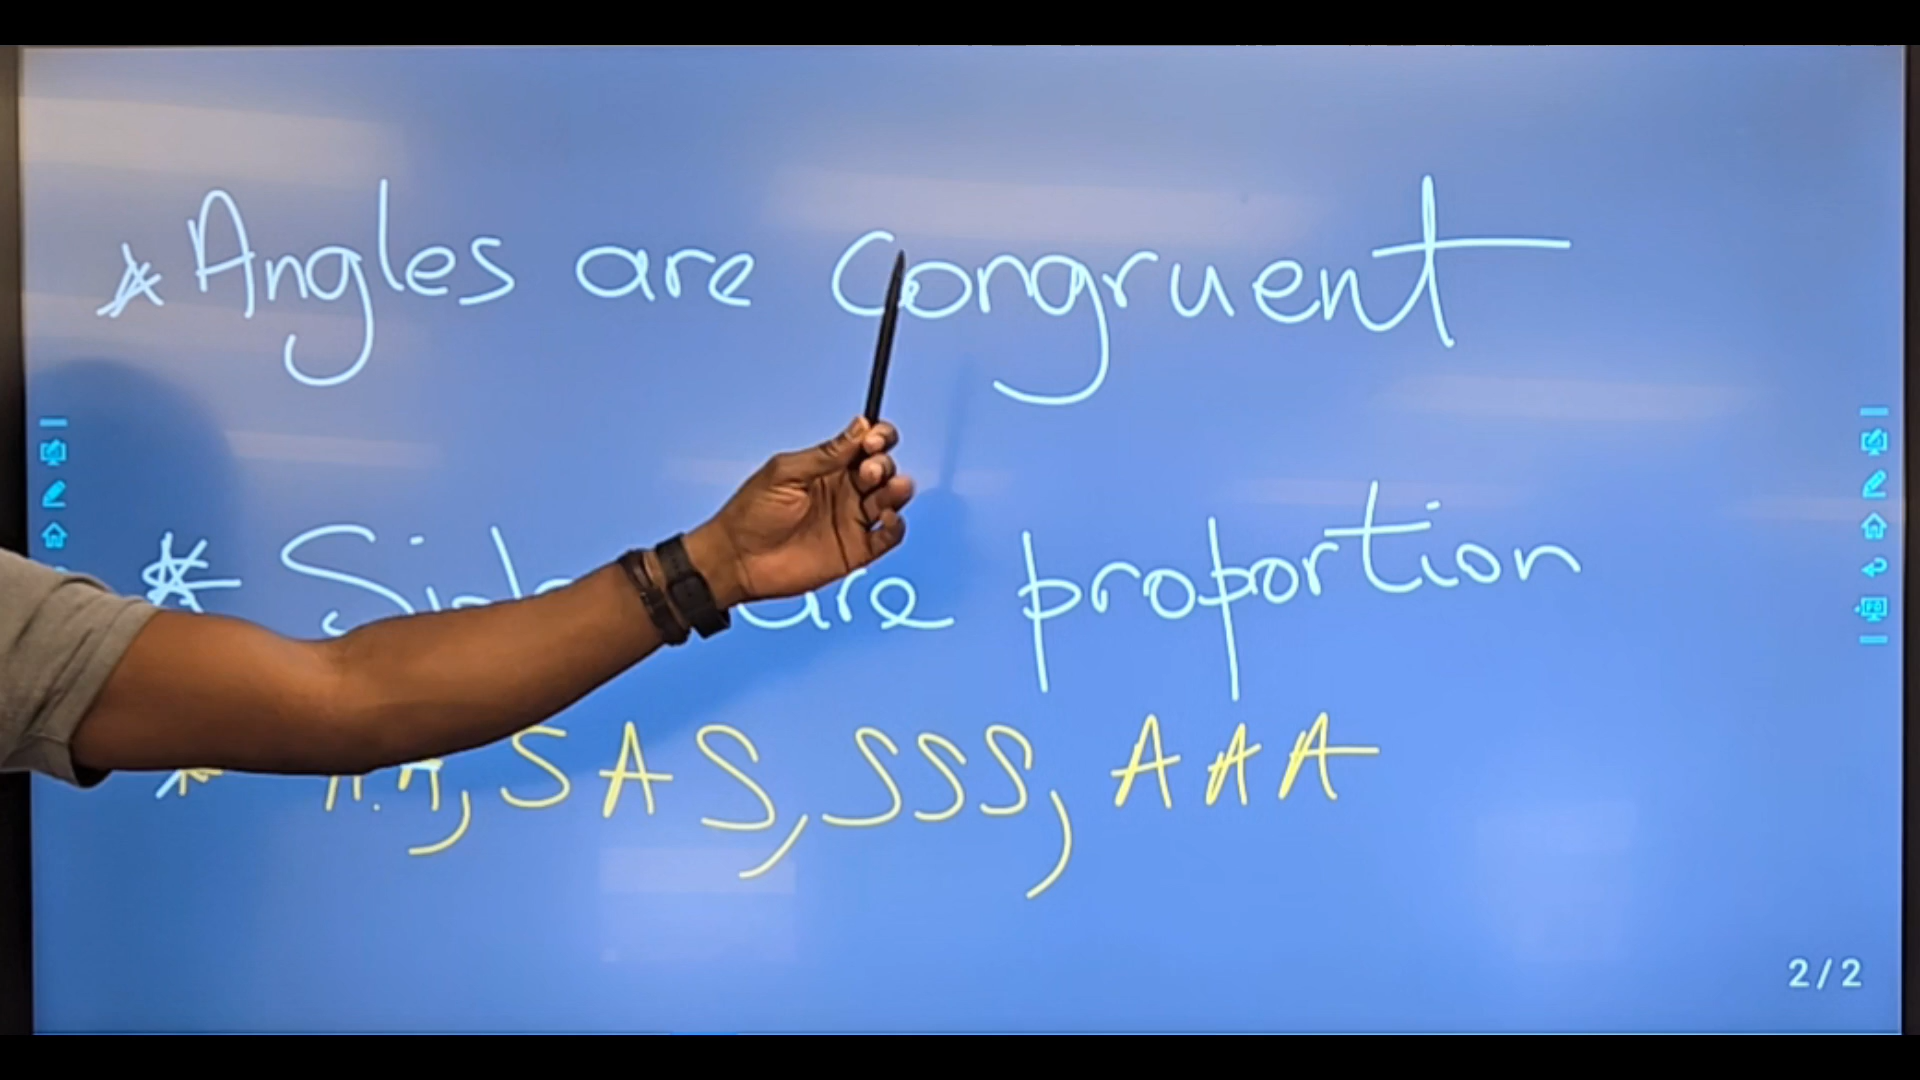 * Angles are Congruent
* are proportion
* A.A, SAS, SSS, AAA
2/2